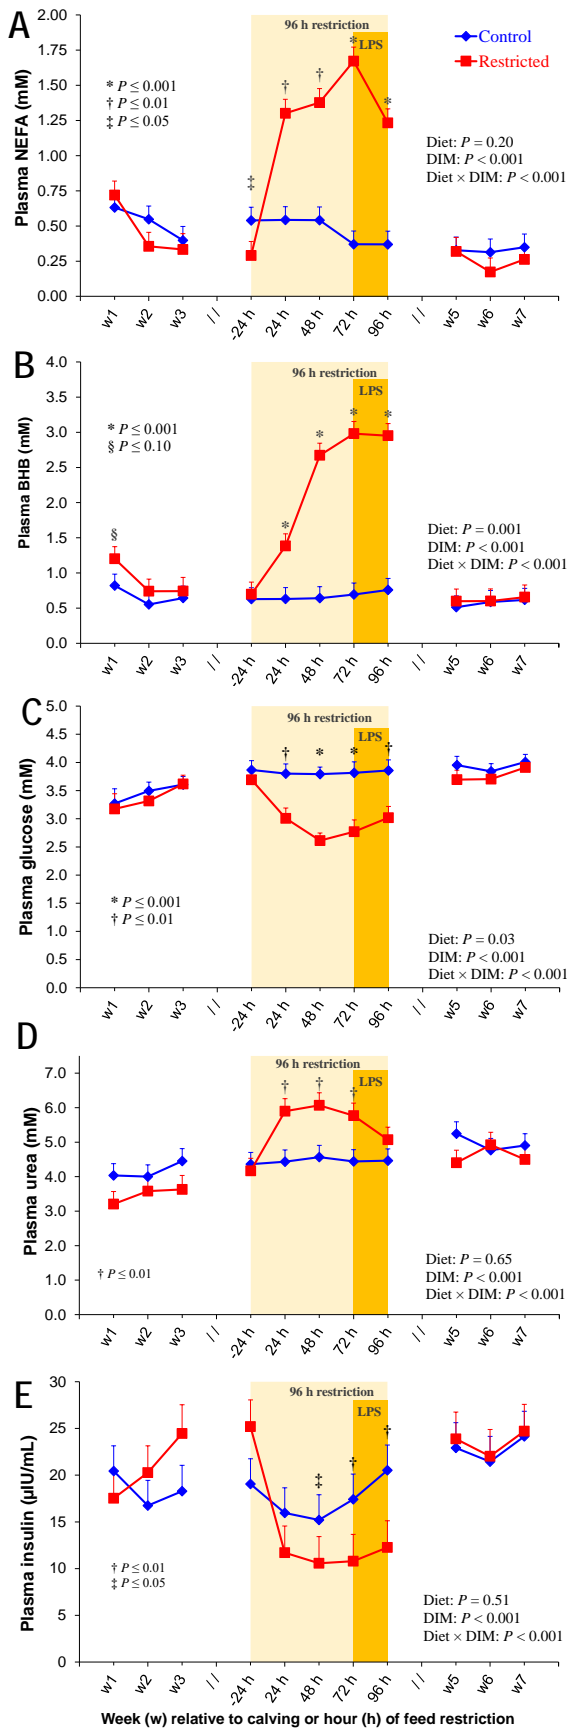 A
96 h restriction
LPS
Control
Restricted
* P ≤ 0.001
† P ≤ 0.01
‡ P ≤ 0.05
Diet: P = 0.20
DIM: P < 0.001
Diet × DIM: P < 0.001
Plasma NEFA (mM)
2.00
1.75
1.50
1.25
1.00
0.75
0.50
0.25
0.00
‡
†
†
*
*
w1
w2
w3
//
-24 h
24 h
48 h
72 h
96 h
//
w5
w6
w7
B
96 h restriction
LPS
* P ≤ 0.001
§ P ≤ 0.10
Diet: P = 0.001
DIM: P < 0.001
Diet × DIM: P < 0.001
Plasma BHB (mM)
4.0
3.5
3.0
2.5
2.0
1.5
1.0
0.5
0.0
§
*
*
*
*
w1
w2
w3
//
-24 h
24 h
48 h
72 h
96 h
//
w5
w6
w7
C
96 h restriction
LPS
* P ≤ 0.001
† P ≤ 0.01
Diet: P = 0.03
DIM: P < 0.001
Diet × DIM: P < 0.001
Plasma glucose (mM)
5.0
4.5
4.0
3.5
3.0
2.5
2.0
1.5
1.0
0.5
0.0
†
*
*
†
w1
w2
w3
//
-24 h
24 h
48 h
72 h
96 h
//
w5
w6
w7
D
96 h restriction
LPS
† P ≤ 0.01
Diet: P = 0.65
DIM: P < 0.001
Diet × DIM: P < 0.001
Plasma urea (mM)
7.0
6.0
5.0
4.0
3.0
2.0
1.0
0.0
†
†
†
w1
w2
w3
//
-24 h
24 h
48 h
72 h
96 h
//
w5
w6
w7
E
96 h restriction
LPS
† P ≤ 0.01
‡ P ≤ 0.05
Diet: P = 0.51
DIM: P < 0.001
Diet × DIM: P < 0.001
Plasma insulin (µIU/mL)
30
25
20
15
10
5
0
‡
†
†
w1
w2
w3
//
-24 h
24 h
48 h
72 h
96 h
//
w5
w6
w7
Week (w) relative to calving or hour (h) of feed restriction